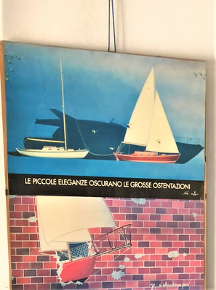 LE PICCOLE ELEGANZE OSCURANO LE GROSSE OSTENTAZIONI